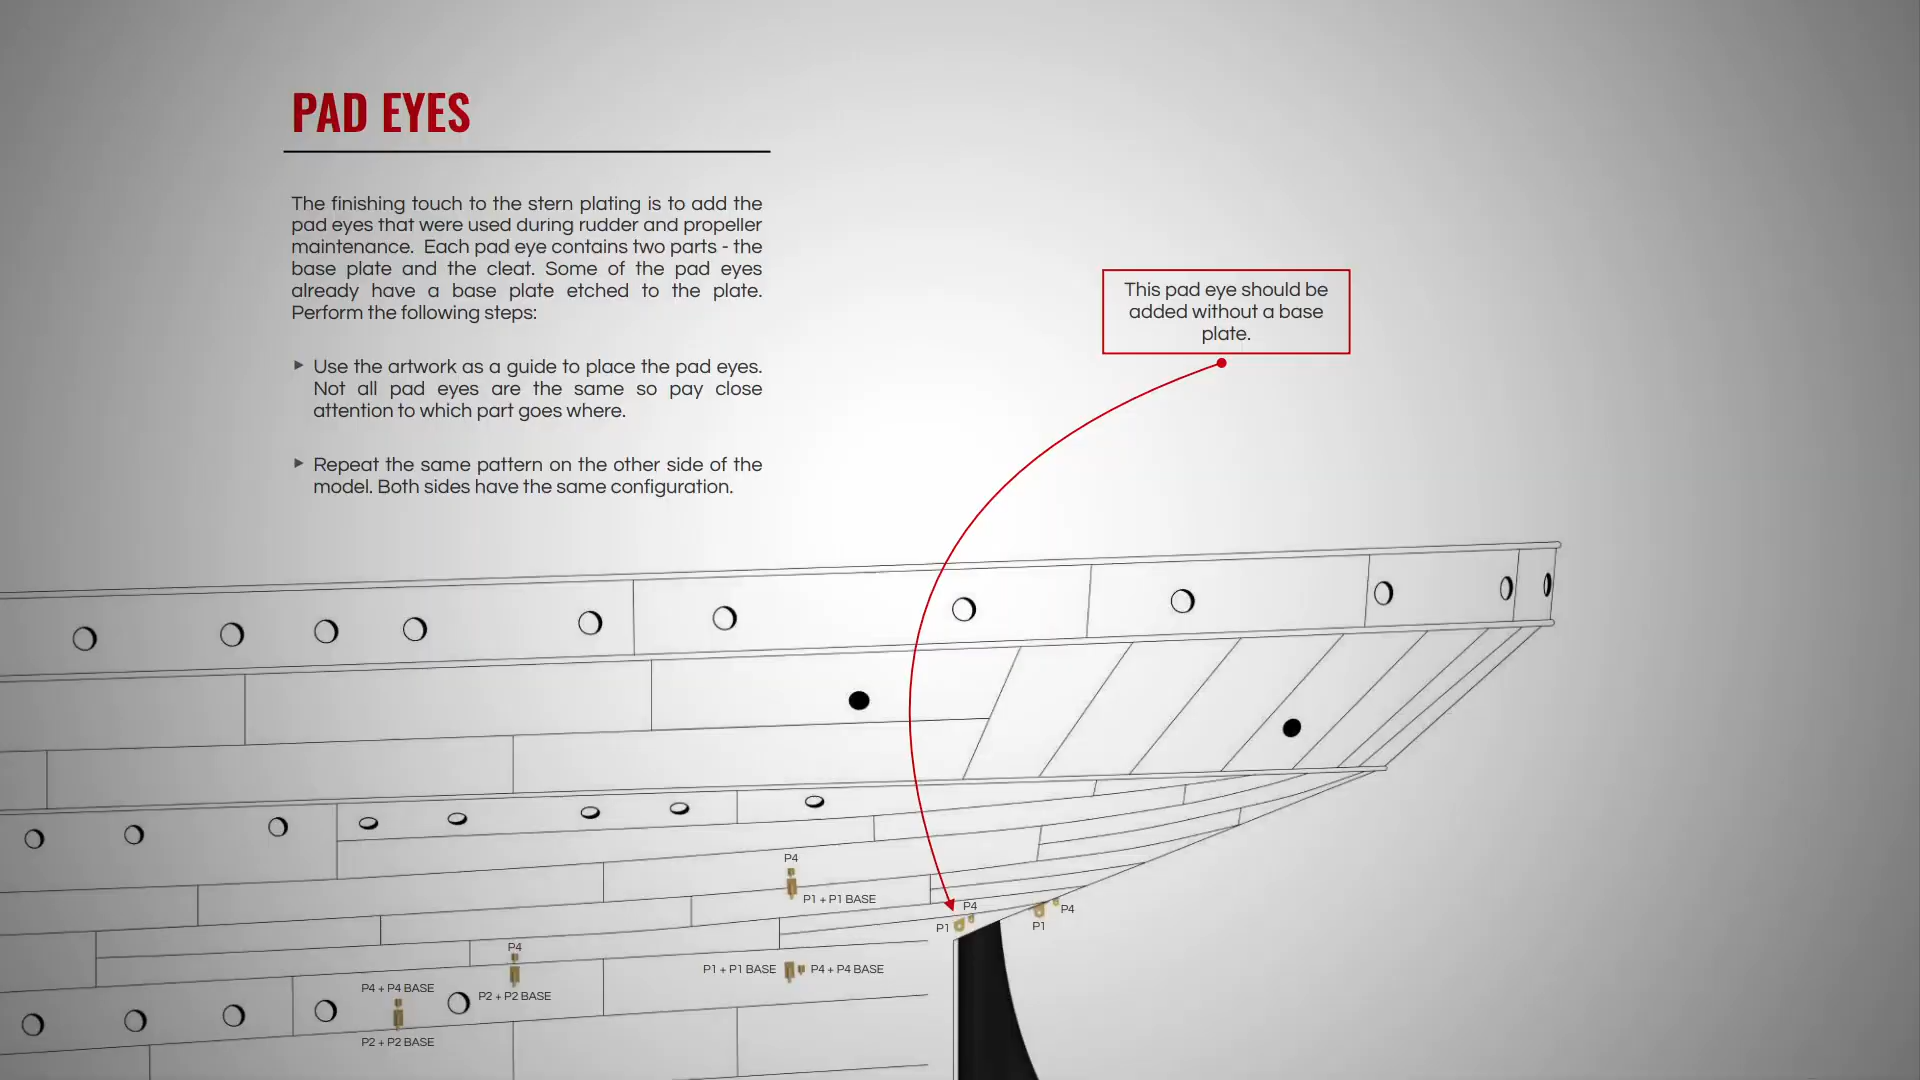 PAD EYES
The finishing touch to the stern plating is to add the
pad eyes that were used during rudder and propeller
maintenance.  Each pad eye contains two parts - the
base plate and the cleat. Some of the pad eyes
already have a base plate etched to the plate.
Perform the following steps:
Use the artwork as a guide to place the pad eyes.
Not all pad eyes are the same so pay close
attention to which part goes where.
Repeat the same pattern on the other side of the
model. Both sides have the same configuration.
This pad eye should be
added without a base
plate.
P4
P1 + P1 BASE
P4
P1
P4
P1
P4
P2 + P2 BASE
P1 + P1 BASE
P4 + P4 BASE
P4 + P4 BASE
P2 + P2 BASE